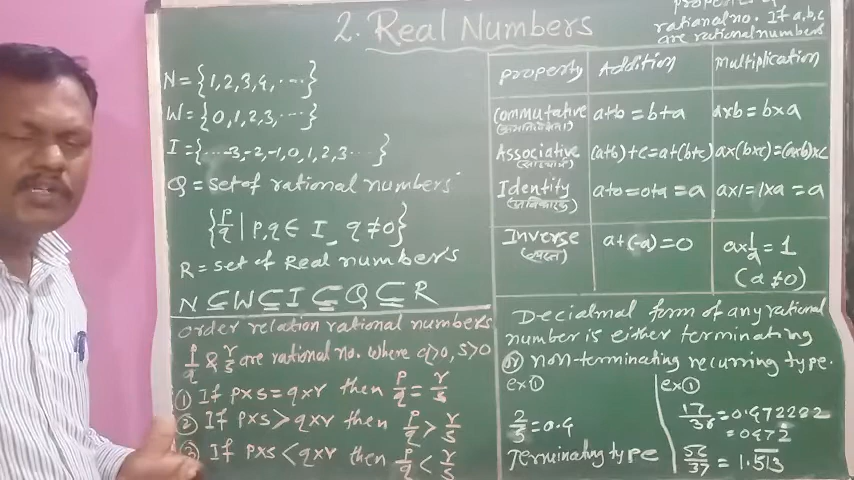 2. Real Numbers
N = {1,2,3,4, ....}
W = {0,1,2,3, ....}
I = {....-3,-2,-1,0,1,2,3...}
Q = set of rational numbers
{p/q | p,q ∈ I, q ≠ 0}
R = set of Real numbers
N ⊆ W ⊆ I ⊆ Q ⊆ R
order relation rational numbers
p/q & r/s are rational no. where q>0, s>0
① If p×s = q×r then p/q = r/s
② If p×s > q×r then p/q > r/s
③ If p×s < q×r then p/q < r/s
rational no. If a,b,c
are rational numbers
Property Addition Multiplication
Commutative a+b = b+a a×b = b×a
Associative (a+b)+c = a+(b+c) a×(b×c)=(a×b)×c
Identity a+0=0+a = a a×1=1×a = a
Inverse a+(-a)=0 a×1/a = 1
(a ≠ 0)
Decialmal form of any rational
number is either terminating
or non-terminating recurring type.
ex①
2/5 = 0.4
Terminating type
ex①
17/36 = 0.472222
56/37 = 1.513